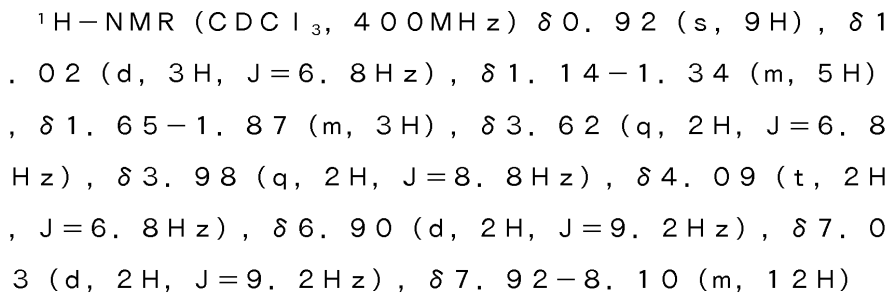 ¹H-NMR (CDCl₃, 400MHz) δ0.92 (s, 9H), δ1
.02 (d, 3H, J=6.8Hz), δ1.14-1.34 (m, 5H)
, δ1.65-1.87 (m, 3H), δ3.62 (q, 2H, J=6.8
Hz), δ3.98 (q, 2H, J=8.8Hz), δ4.09 (t, 2H
, J=6.8Hz), δ6.90 (d, 2H, J=9.2Hz), δ7.0
3 (d, 2H, J=9.2Hz), δ7.92-8.10 (m, 12H)